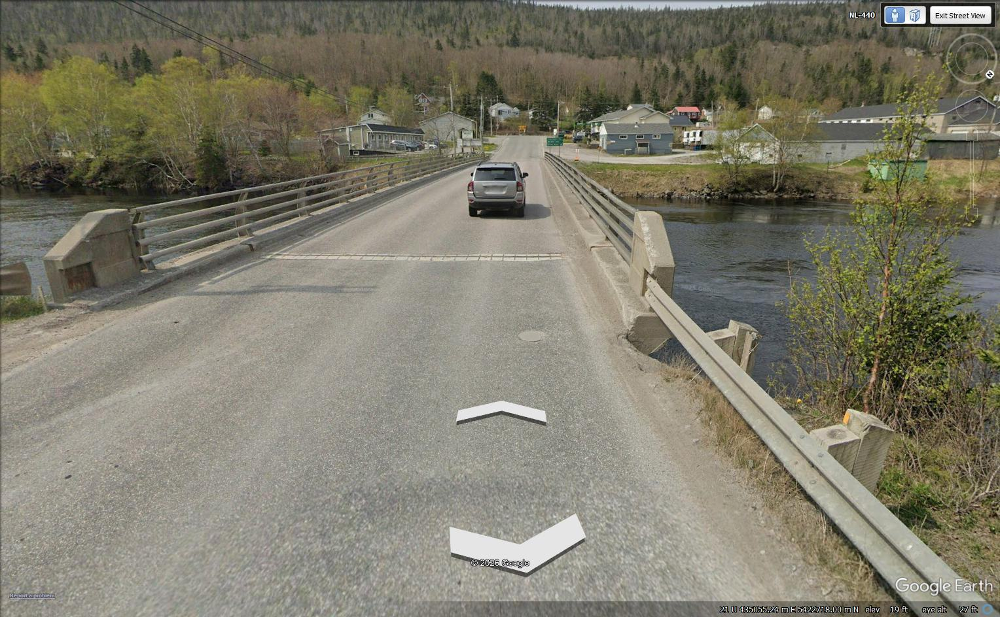 NL-440
Exit Street View
© 2026 Google
Report a problem
Google Earth
21 U 435055.24 m E 5422718.00 m N elev 19 ft eye alt 27 ft